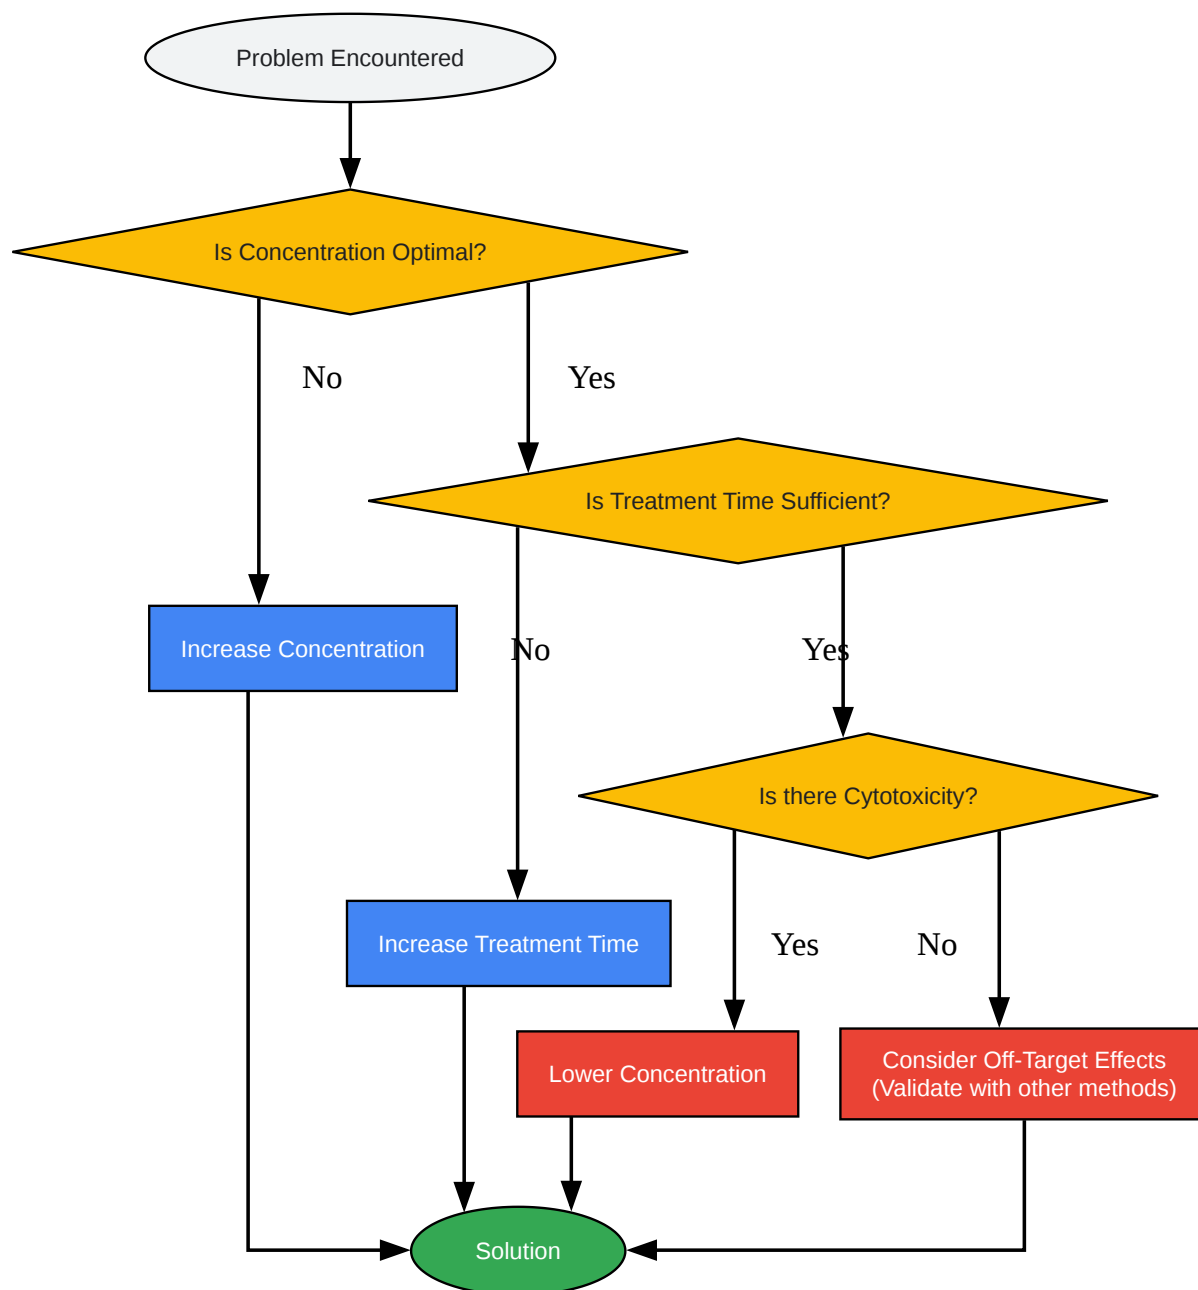 Problem Encountered
Is Concentration Optimal?
No
Yes
Is Treatment Time Sufficient?
Increase Concentration
No
Yes
Is there Cytotoxicity?
Increase Treatment Time
Yes
No
Lower Concentration
Consider Off-Target Effects
(Validate with other methods)
Solution